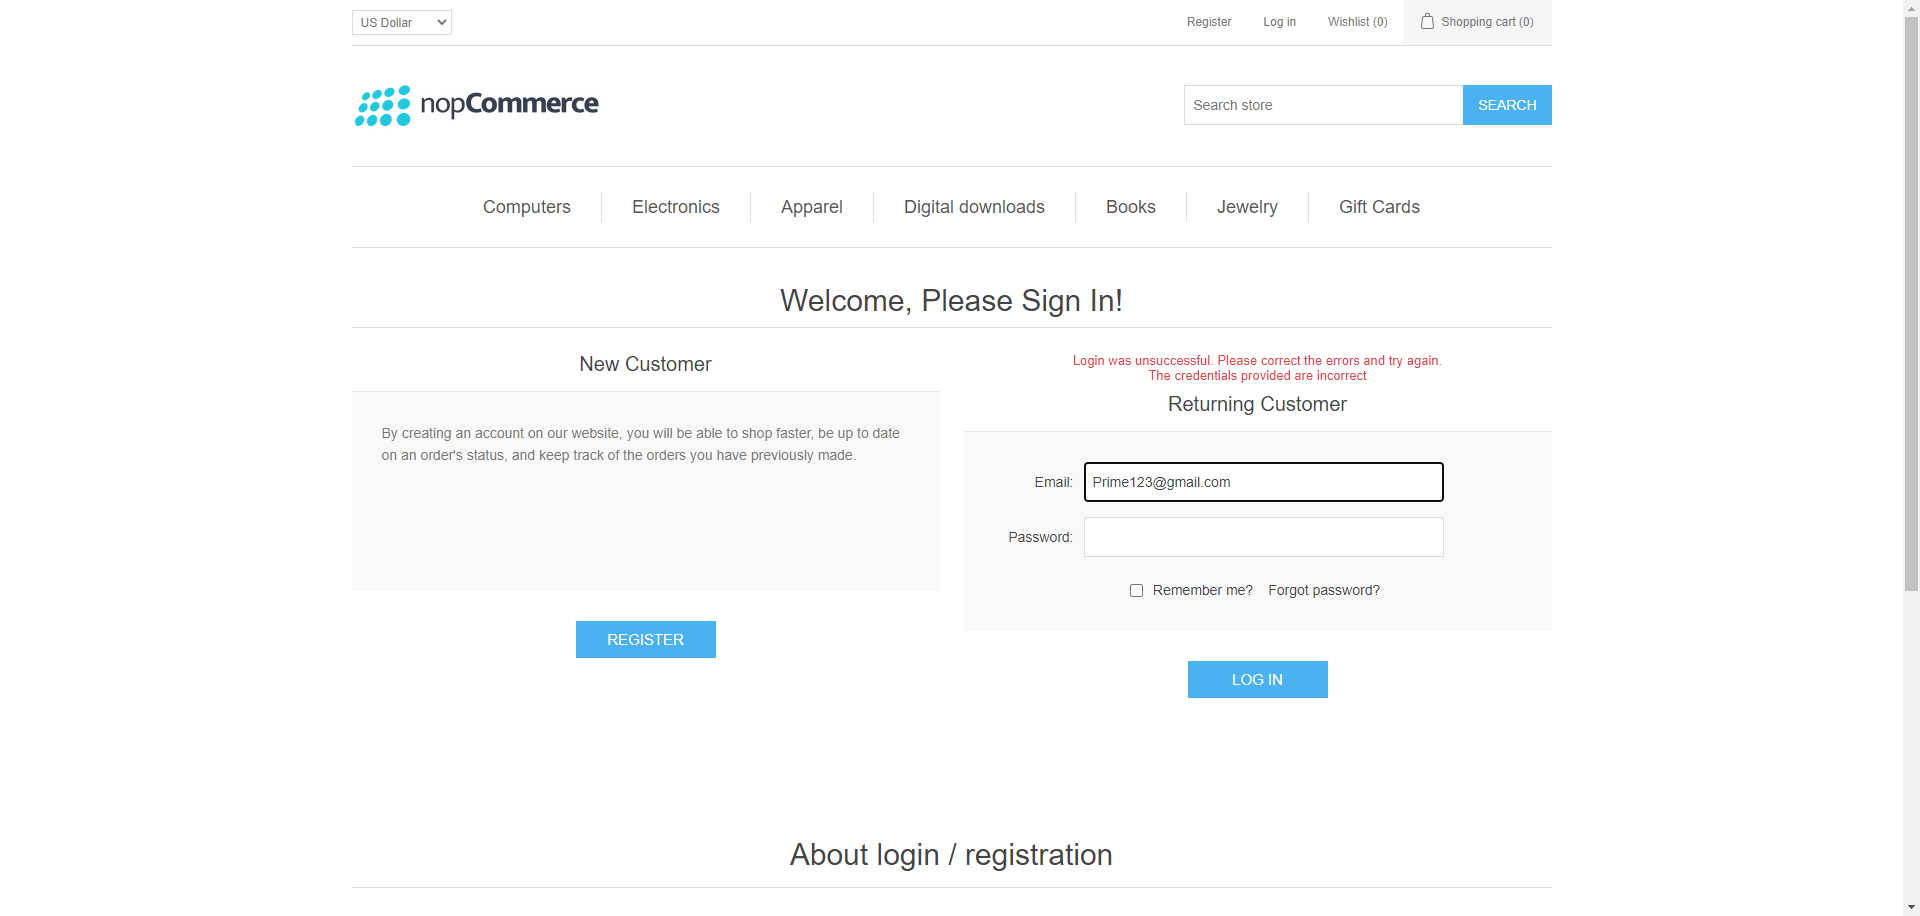 US Dollar
Register
Log in
Wishlist (0)
Shopping cart (0)
nopCommerce
Search store
SEARCH
Computers
Electronics
Apparel
Digital downloads
Books
Jewelry
Gift Cards
Welcome, Please Sign In!
New Customer
By creating an account on our website, you will be able to shop faster, be up to date
on an order's status, and keep track of the orders you have previously made.
REGISTER
Login was unsuccessful. Please correct the errors and try again.
The credentials provided are incorrect
Returning Customer
Email:
Prime123@gmail.com
Password:
Remember me?
Forgot password?
LOG IN
About login / registration